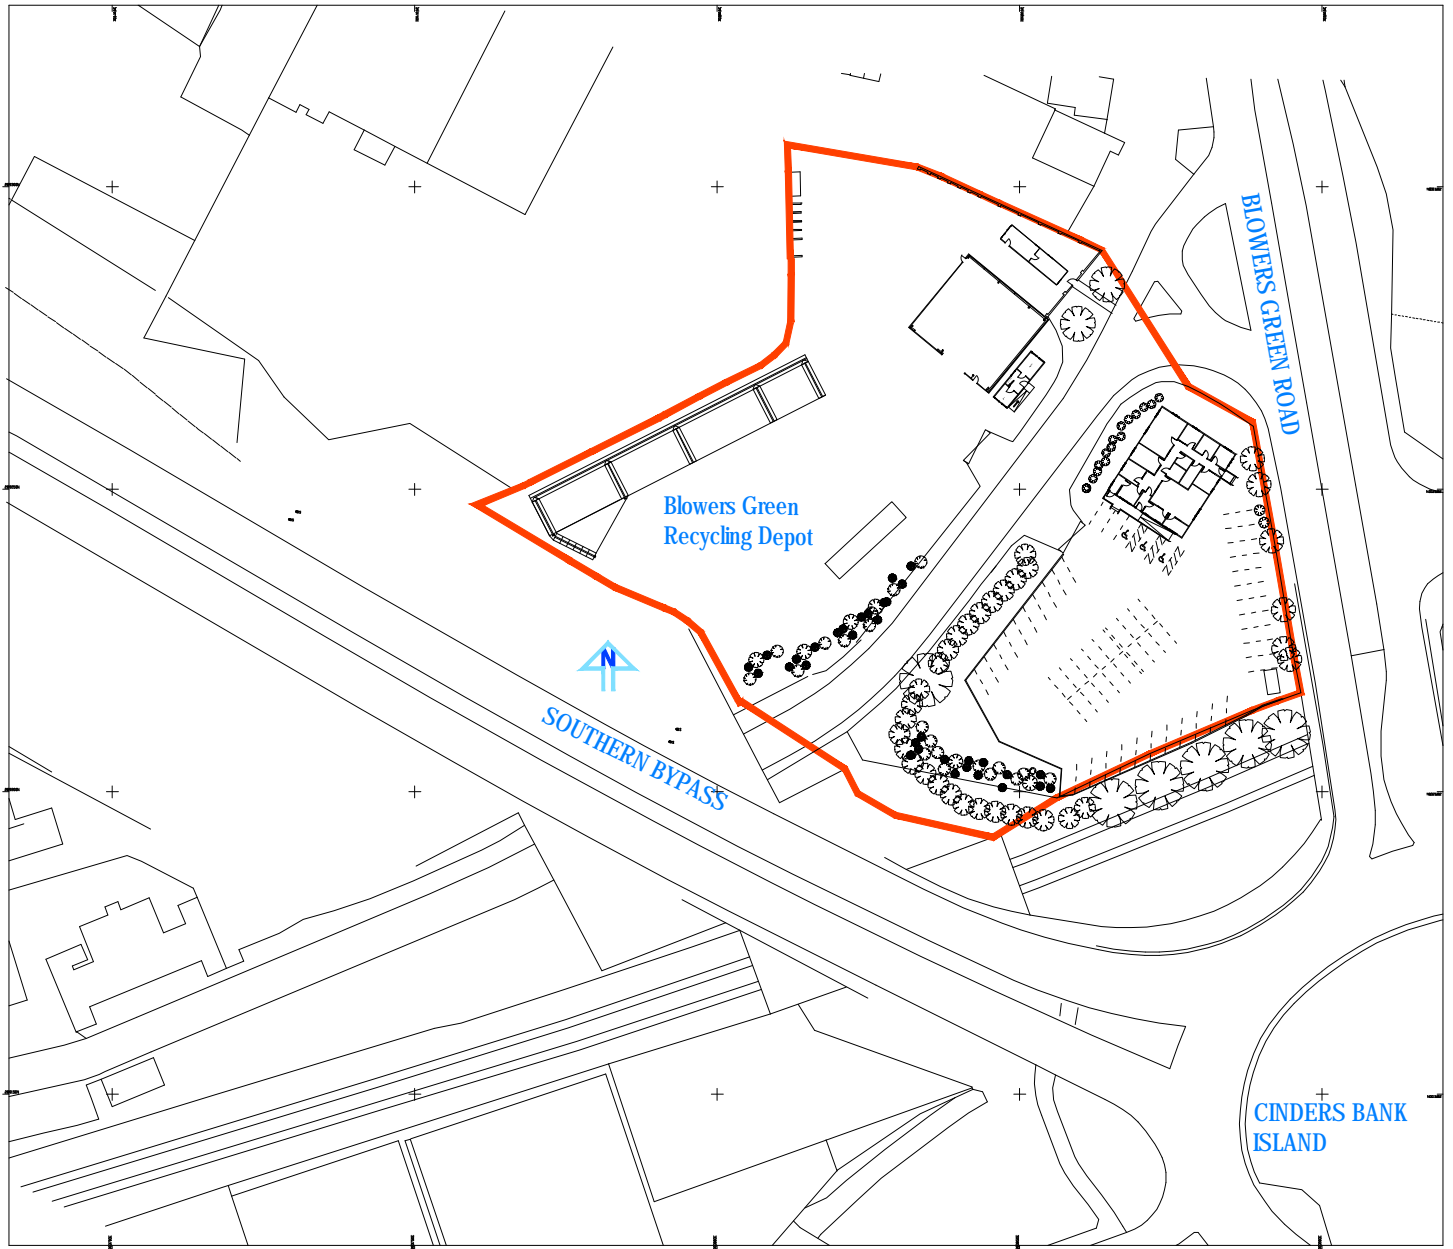 BLOWERS GREEN ROAD
Blowers Green
Recycling Depot
N
SOUTHERN BYPASS
CINDERS BANK
ISLAND